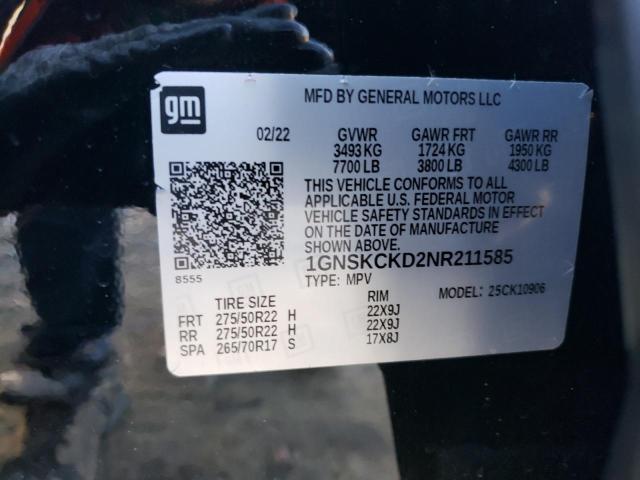 gm
MFD BY GENERAL MOTORS LLC
02/22 GVWR GAWR FRT GAWR RR
3493 KG 1724 KG 1950 KG
7700 LB 3800 LB 4300 LB
THIS VEHICLE CONFORMS TO ALL
APPLICABLE U.S. FEDERAL MOTOR
VEHICLE SAFETY STANDARDS IN EFFECT
ON THE DATE OF MANUFACTURE
SHOWN ABOVE.
8555
1GNSKCKD2NR211585
TYPE: MPV MODEL: 25CK10906
TIRE SIZE RIM
FRT 275/50R22 H 22X9J
RR 275/50R22 H 22X9J
SPA 265/70R17 S 17X8J